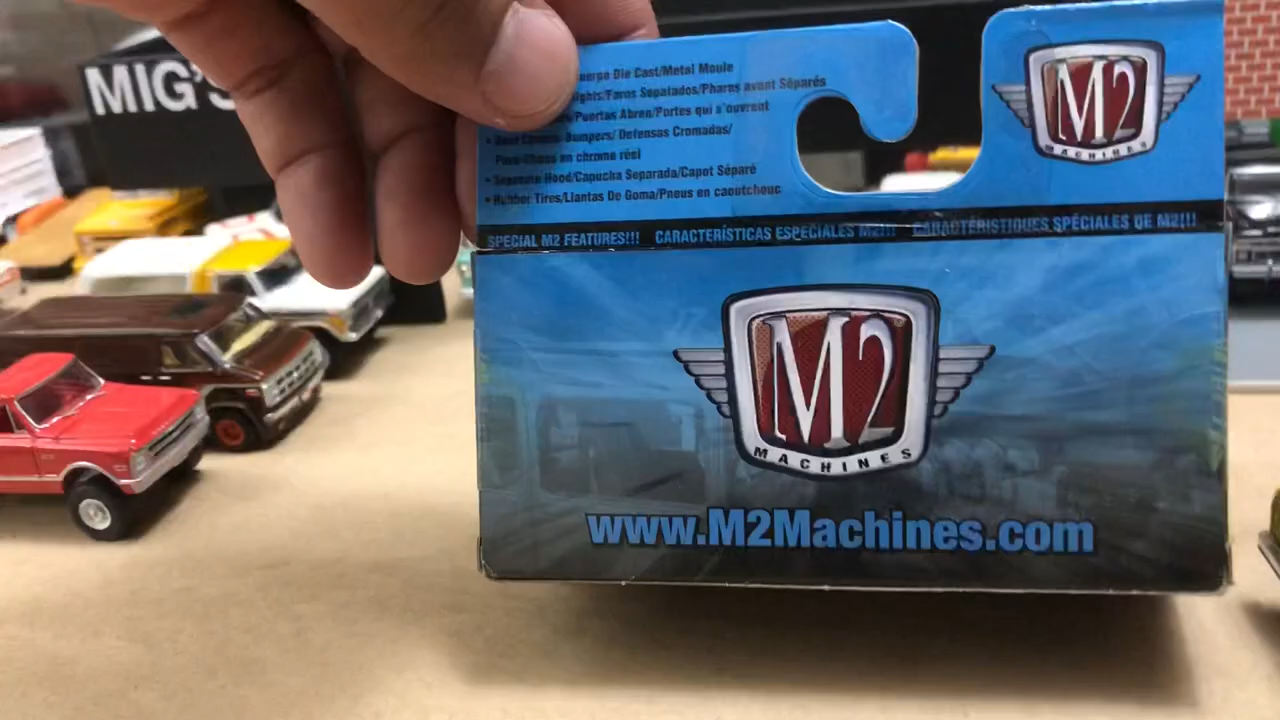 MIG'S
Die Cast/Metal Moule
/Faros Sepatados/Phares avant Séparés
/Puertas Abren/Portes qui s'ouvrent
Bumpers/ Defensas Cromadas/
en chrome réel
• Separate Hood/Capucha Separada/Capot Séparé
• Rubber Tires/Llantas De Goma/Pneus en caoutchouc
M2
MACHINES
SPECIAL M2 FEATURES!!! CARACTERÍSTICAS ESPECIALES M2!!! CARACTÉRISTIQUES SPÉCIALES DE M2!!!
M2
MACHINES
www.M2Machines.com